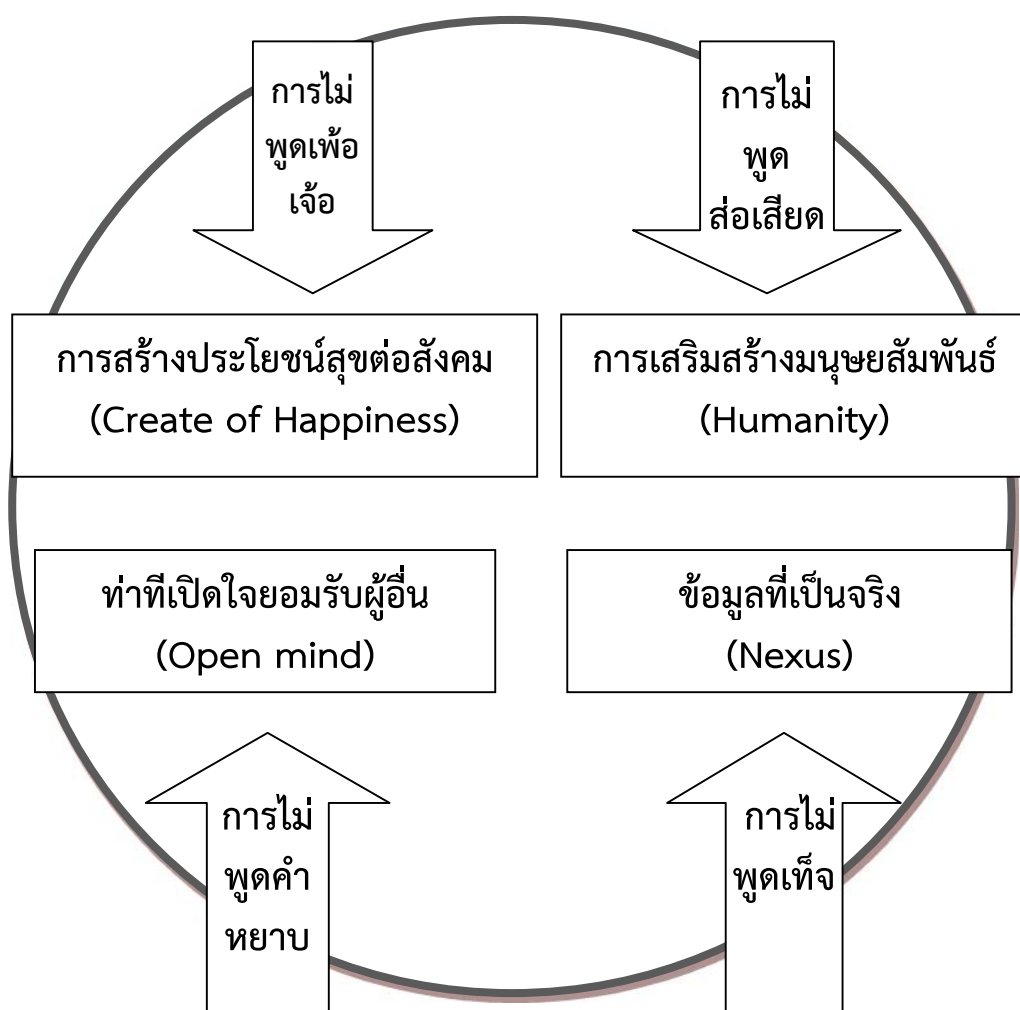 การไม่
พูดเพ้อ
เจ้อ
การไม่
พูด
ส่อเสียด
การสร้างประโยชน์สุขต่อสังคม
(Create of Happiness)
การเสริมสร้างมนุษยสัมพันธ์
(Humanity)
ท่าทีเปิดใจยอมรับผู้อื่น
(Open mind)
ข้อมูลที่เป็นจริง
(Nexus)
การไม่
พูดคำ
หยาบ
การไม่
พูดเท็จ